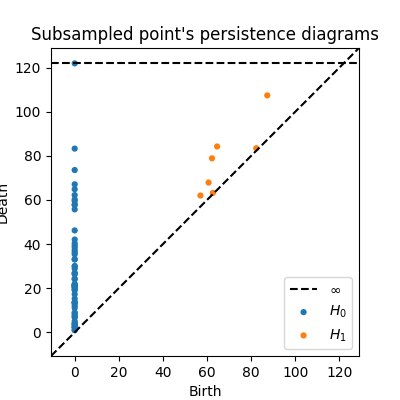 Subsampled point's persistence diagrams
120
100
80
60
40
20
0
Death
0 20 40 60 80 100 120
Birth
∞
H₀
H₁